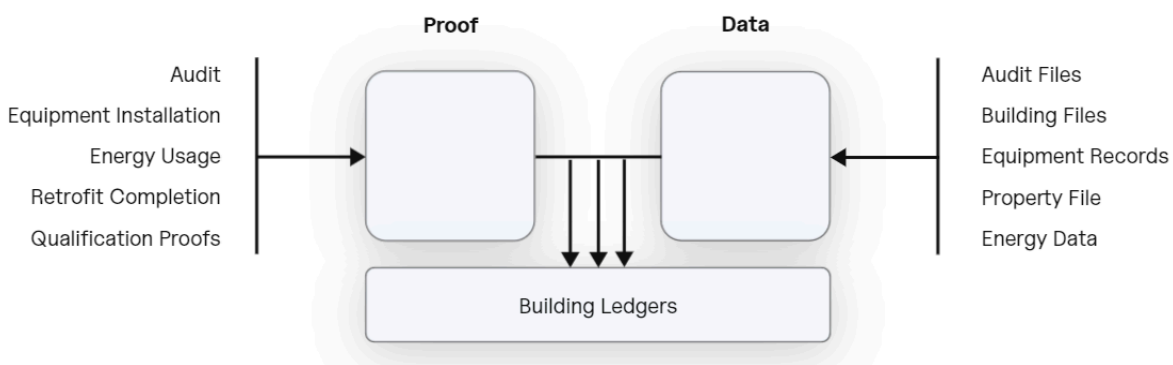 Proof
Data
Audit
Equipment Installation
Energy Usage
Retrofit Completion
Qualification Proofs
Audit Files
Building Files
Equipment Records
Property File
Energy Data
Building Ledgers